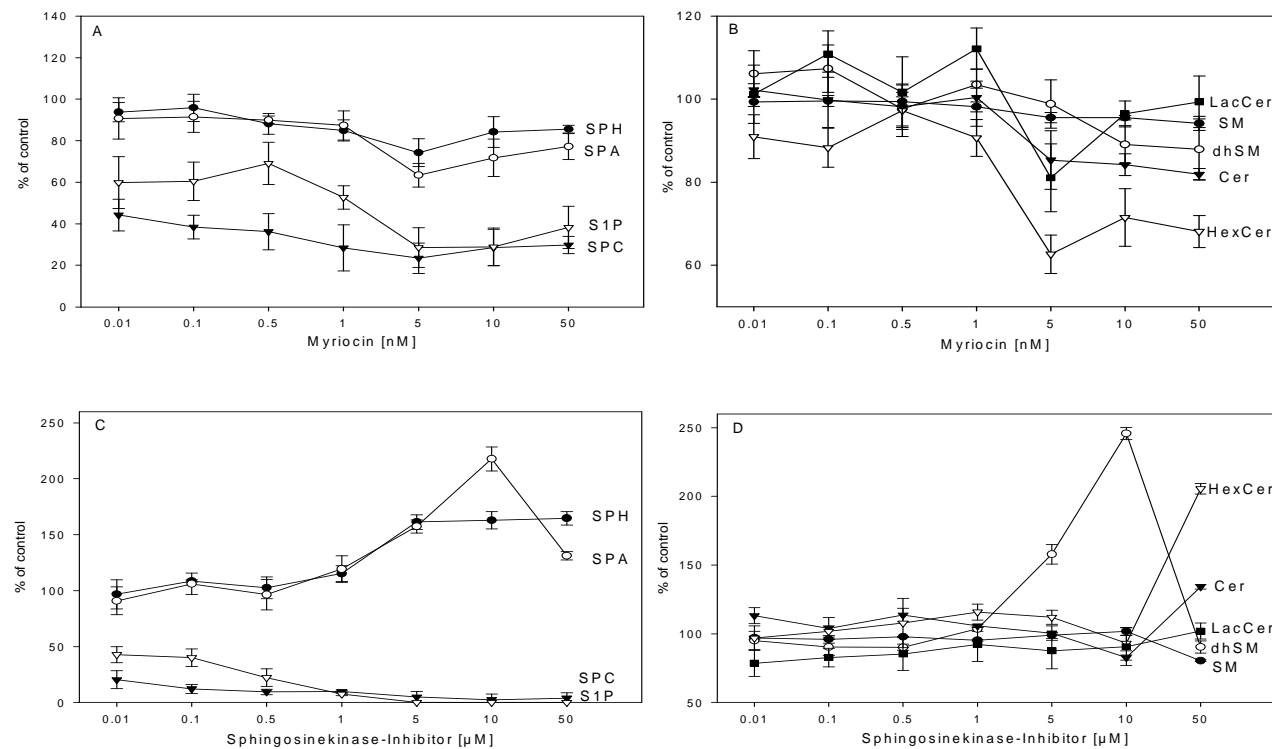 A
% of control
140
120
100
80
60
40
20
0
SPH
SPA
S1P
SPC
0.01 0.1 0.5 1 5 10 50
Myriocin [nM]
B
% of control
120
100
80
60
LacCer
SM
dhSM
Cer
HexCer
0.01 0.1 0.5 1 5 10 50
Myriocin [nM]
C
% of control
250
200
150
100
50
0
SPH
SPA
SPC
S1P
0.01 0.1 0.5 1 5 10 50
Sphingosinekinase-Inhibitor [µM]
D
% of control
250
200
150
100
50
HexCer
Cer
LacCer
dhSM
SM
0.01 0.1 0.5 1 5 10 50
Sphingosinekinase-Inhibitor [µM]